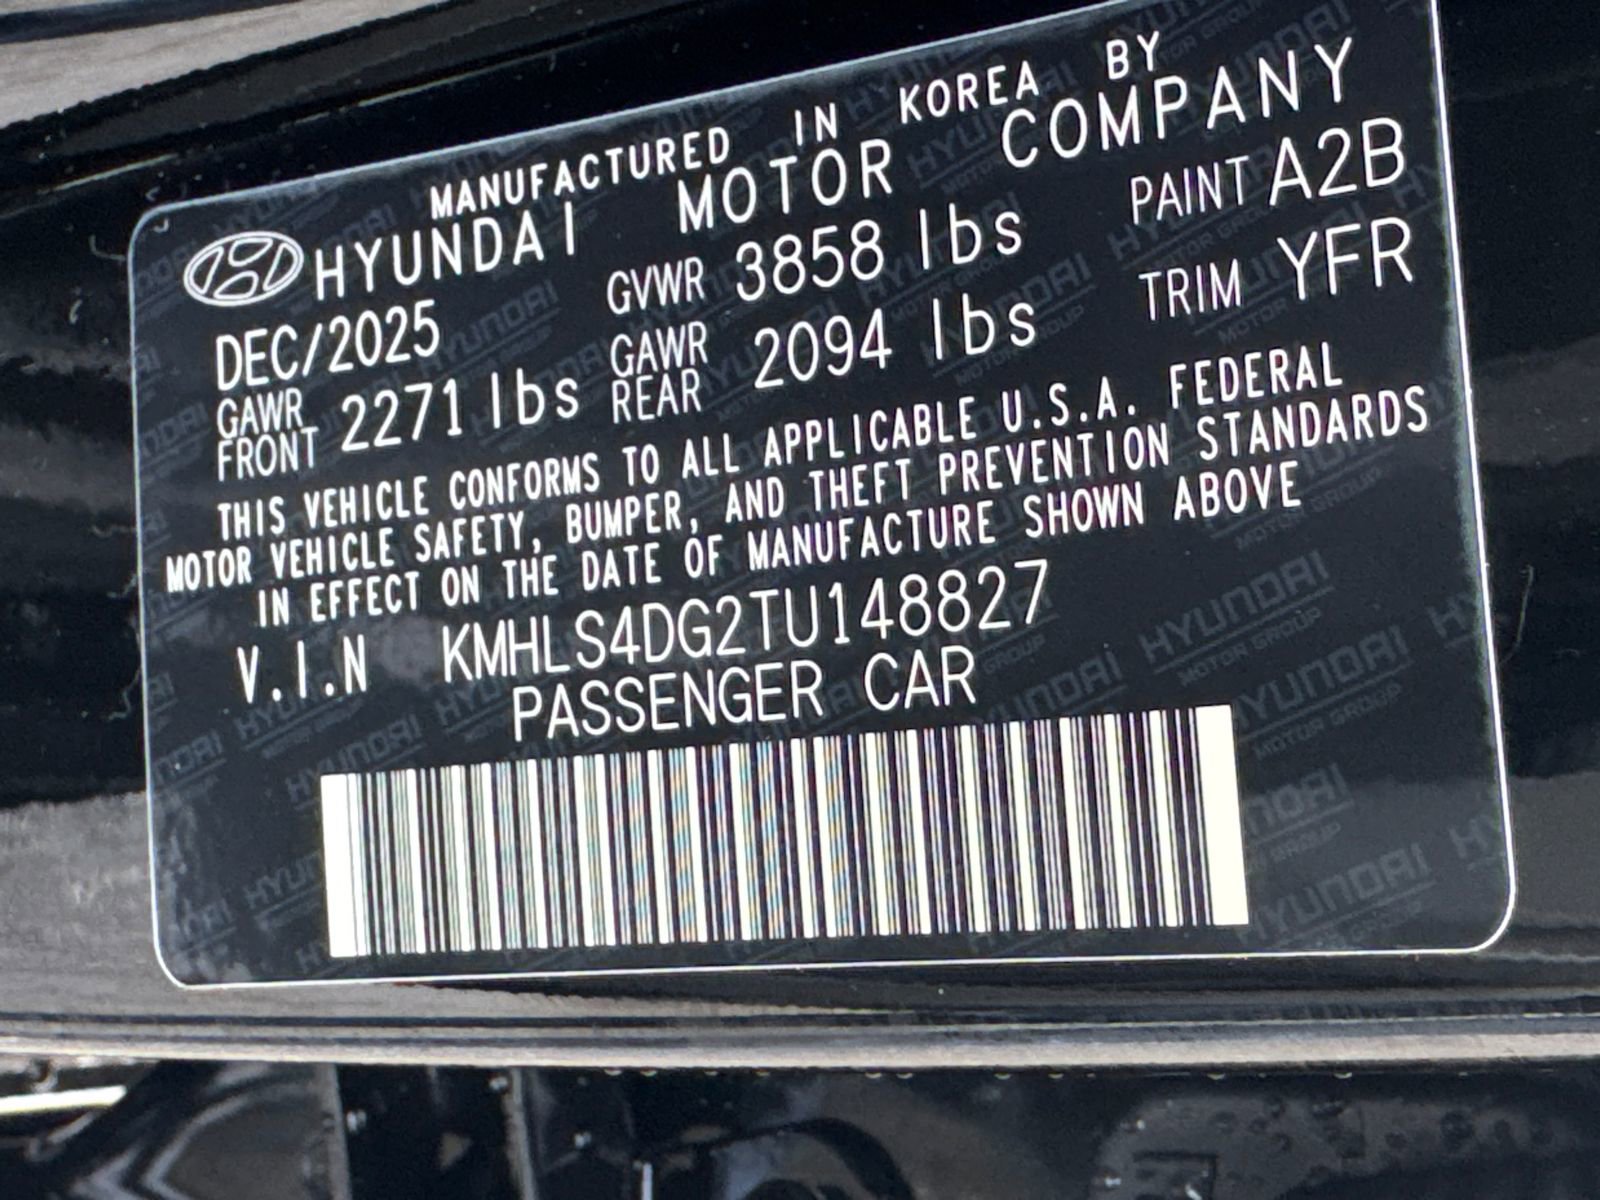 MANUFACTURED IN KOREA BY
HYUNDAI MOTOR COMPANY
DEC/2025 GVWR 3858 lbs PAINT A2B
GAWR FRONT 2271 lbs GAWR REAR 2094 lbs TRIM YFR
THIS VEHICLE CONFORMS TO ALL APPLICABLE U.S.A. FEDERAL
MOTOR VEHICLE SAFETY, BUMPER, AND THEFT PREVENTION STANDARDS
IN EFFECT ON THE DATE OF MANUFACTURE SHOWN ABOVE
V.I.N KMHLS4DG2TU148827
PASSENGER CAR
HYUNDAI
MOTOR GROUP